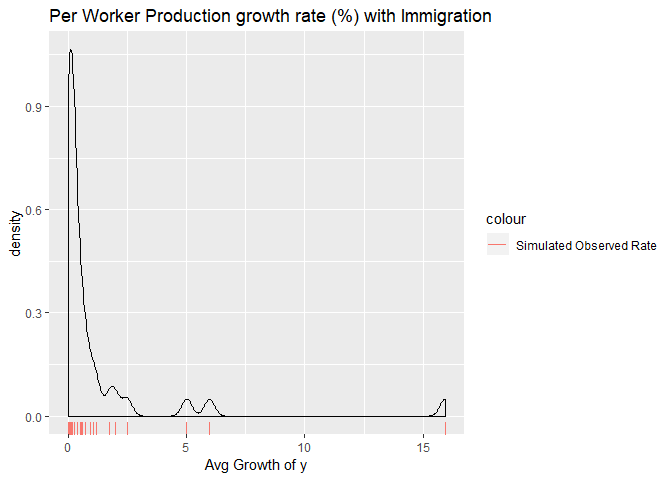 Per Worker Production growth rate (%) with Immigration
density
0.9
0.6
0.3
0.0
0
5
10
15
Avg Growth of y
colour
Simulated Observed Rate